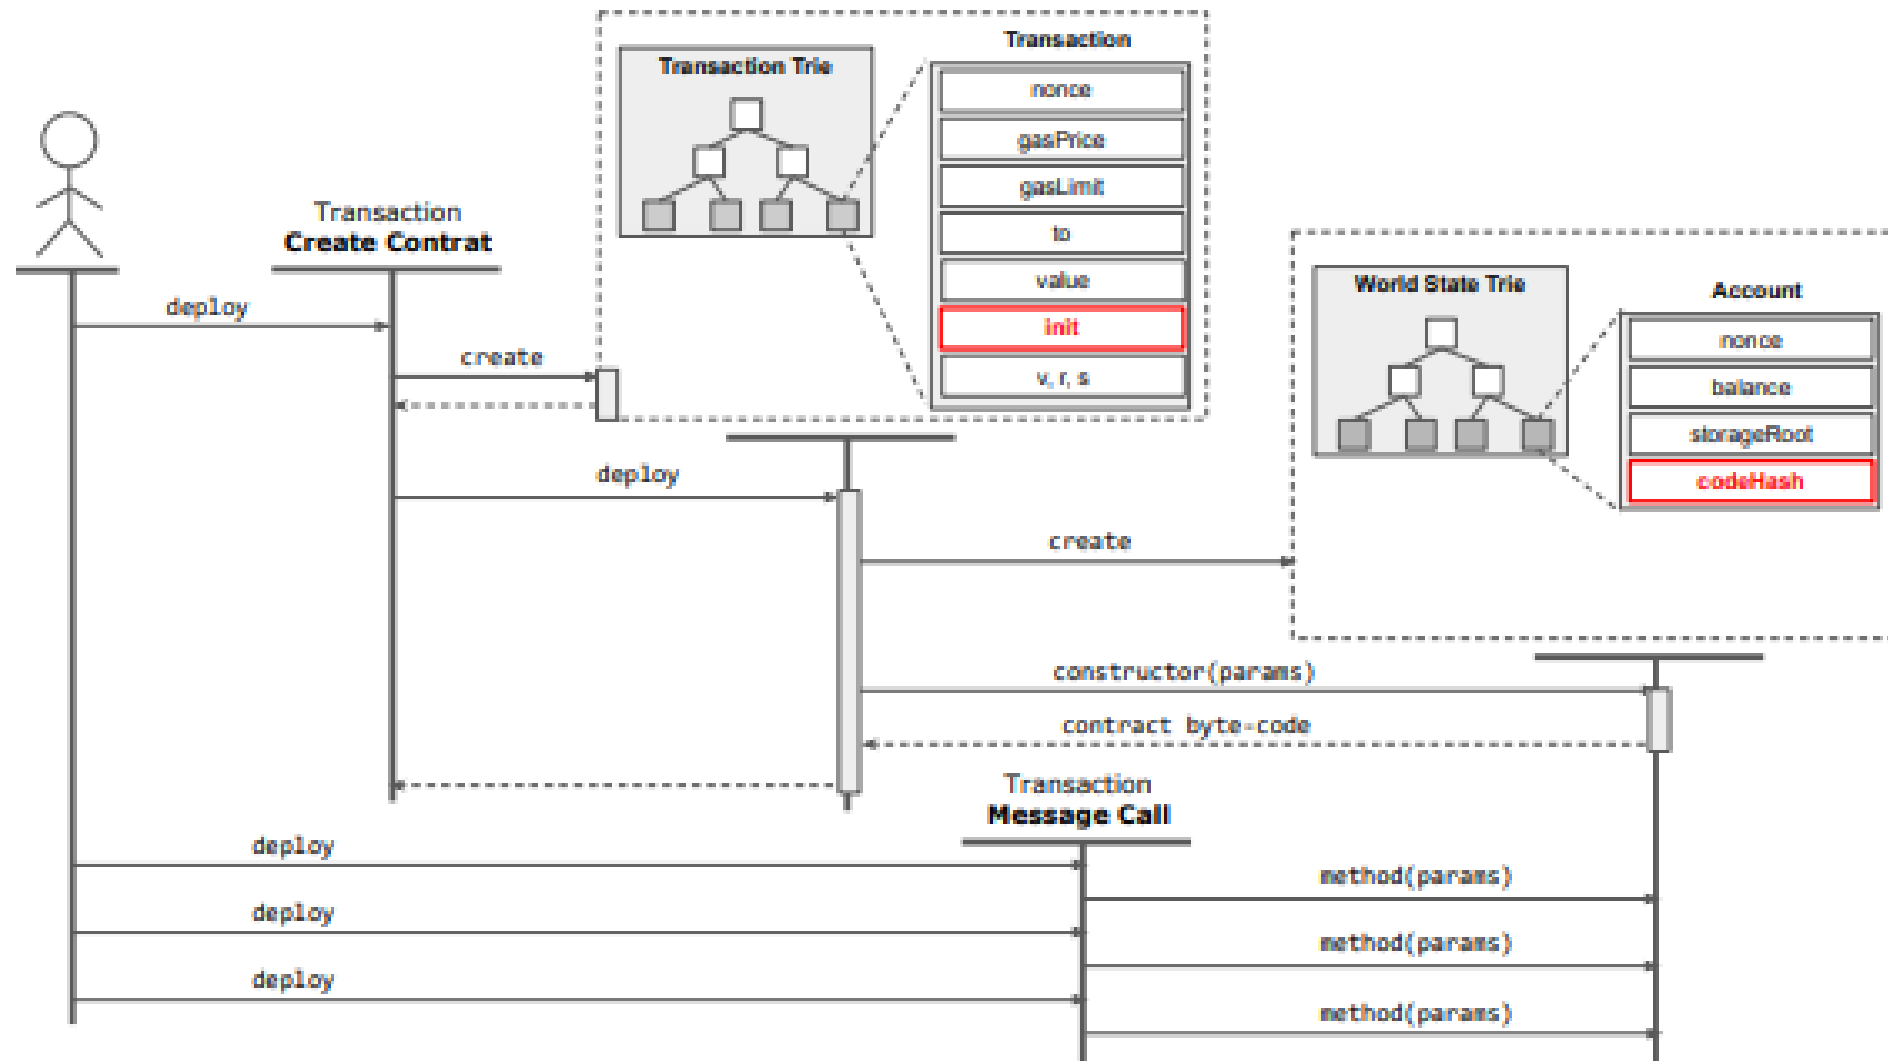 Transaction
Transaction Trie
nonce
gasPrice
gasLimit
to
value
init
v, r, s
Transaction
Create Contrat
deploy
create
World State Trie
Account
nonce
balance
storageRoot
codeHash
deploy
create
constructor(params)
contract byte-code
Transaction
Message Call
deploy
method(params)
deploy
method(params)
deploy
method(params)